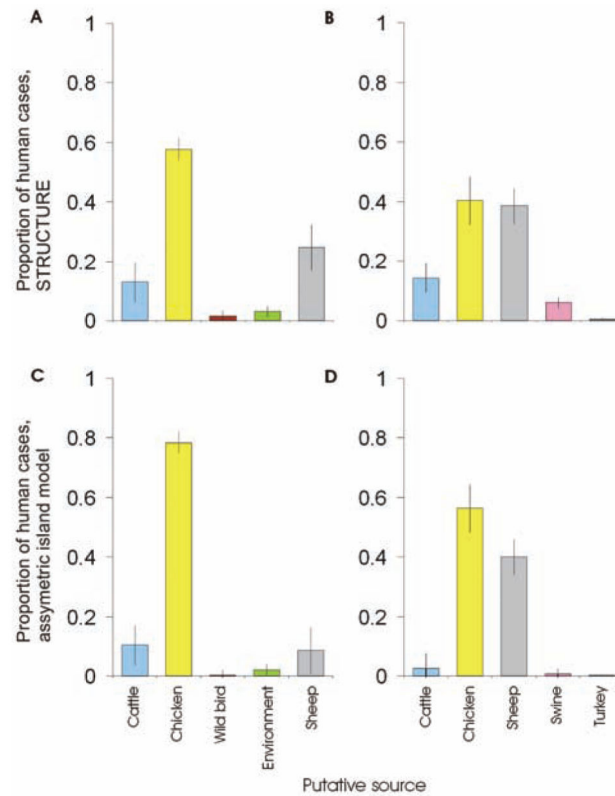 A
B
Proportion of human cases,
STRUCTURE
1
0.8
0.6
0.4
0.2
0
1
0.8
0.6
0.4
0.2
0
C
D
Proportion of human cases,
assymetric island model
1
0.8
0.6
0.4
0.2
0
1
0.8
0.6
0.4
0.2
0
Cattle
Chicken
Wild bird
Environment
Sheep
Cattle
Chicken
Sheep
Swine
Turkey
Putative source